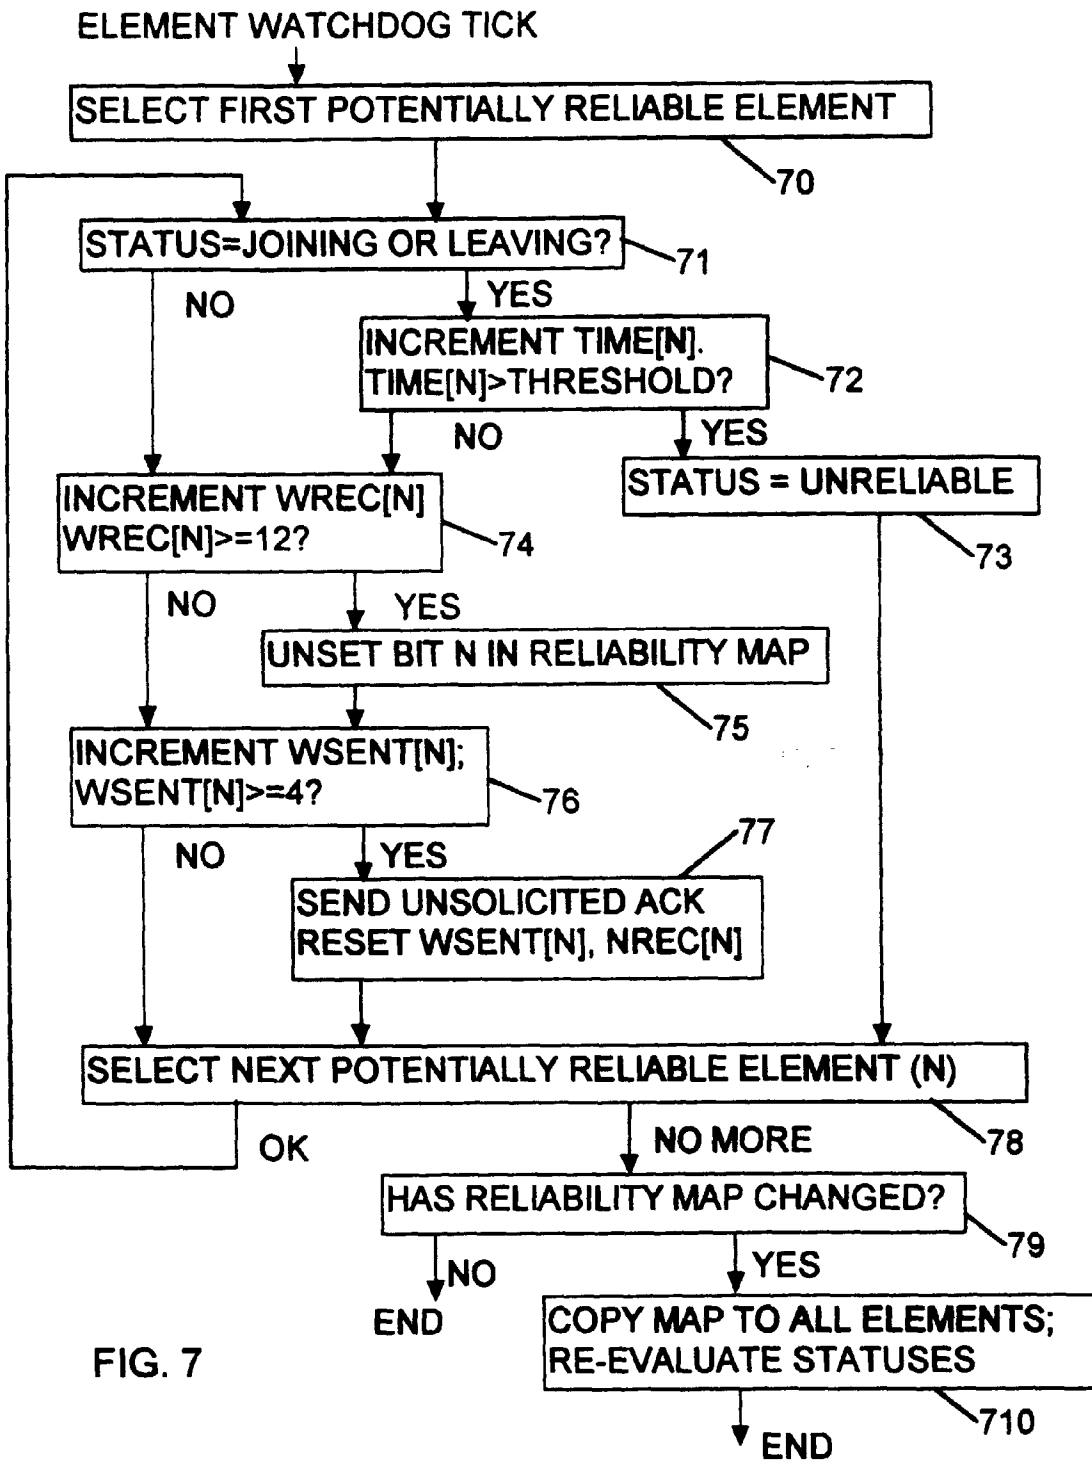 ELEMENT WATCHDOG TICK
SELECT FIRST POTENTIALLY RELIABLE ELEMENT
70
STATUS=JOINING OR LEAVING?
71
NO
YES
INCREMENT TIME[N].
TIME[N]>THRESHOLD?
72
NO
YES
STATUS = UNRELIABLE
73
INCREMENT WREC[N]
WREC[N]>=12?
74
NO
YES
UNSET BIT N IN RELIABILITY MAP
75
INCREMENT WSENT[N];
WSENT[N]>=4?
76
NO
YES
77
SEND UNSOLICITED ACK
RESET WSENT[N], NREC[N]
SELECT NEXT POTENTIALLY RELIABLE ELEMENT (N)
78
OK
NO MORE
HAS RELIABILITY MAP CHANGED?
79
NO
YES
END
COPY MAP TO ALL ELEMENTS;
RE-EVALUATE STATUSES
710
FIG. 7
END